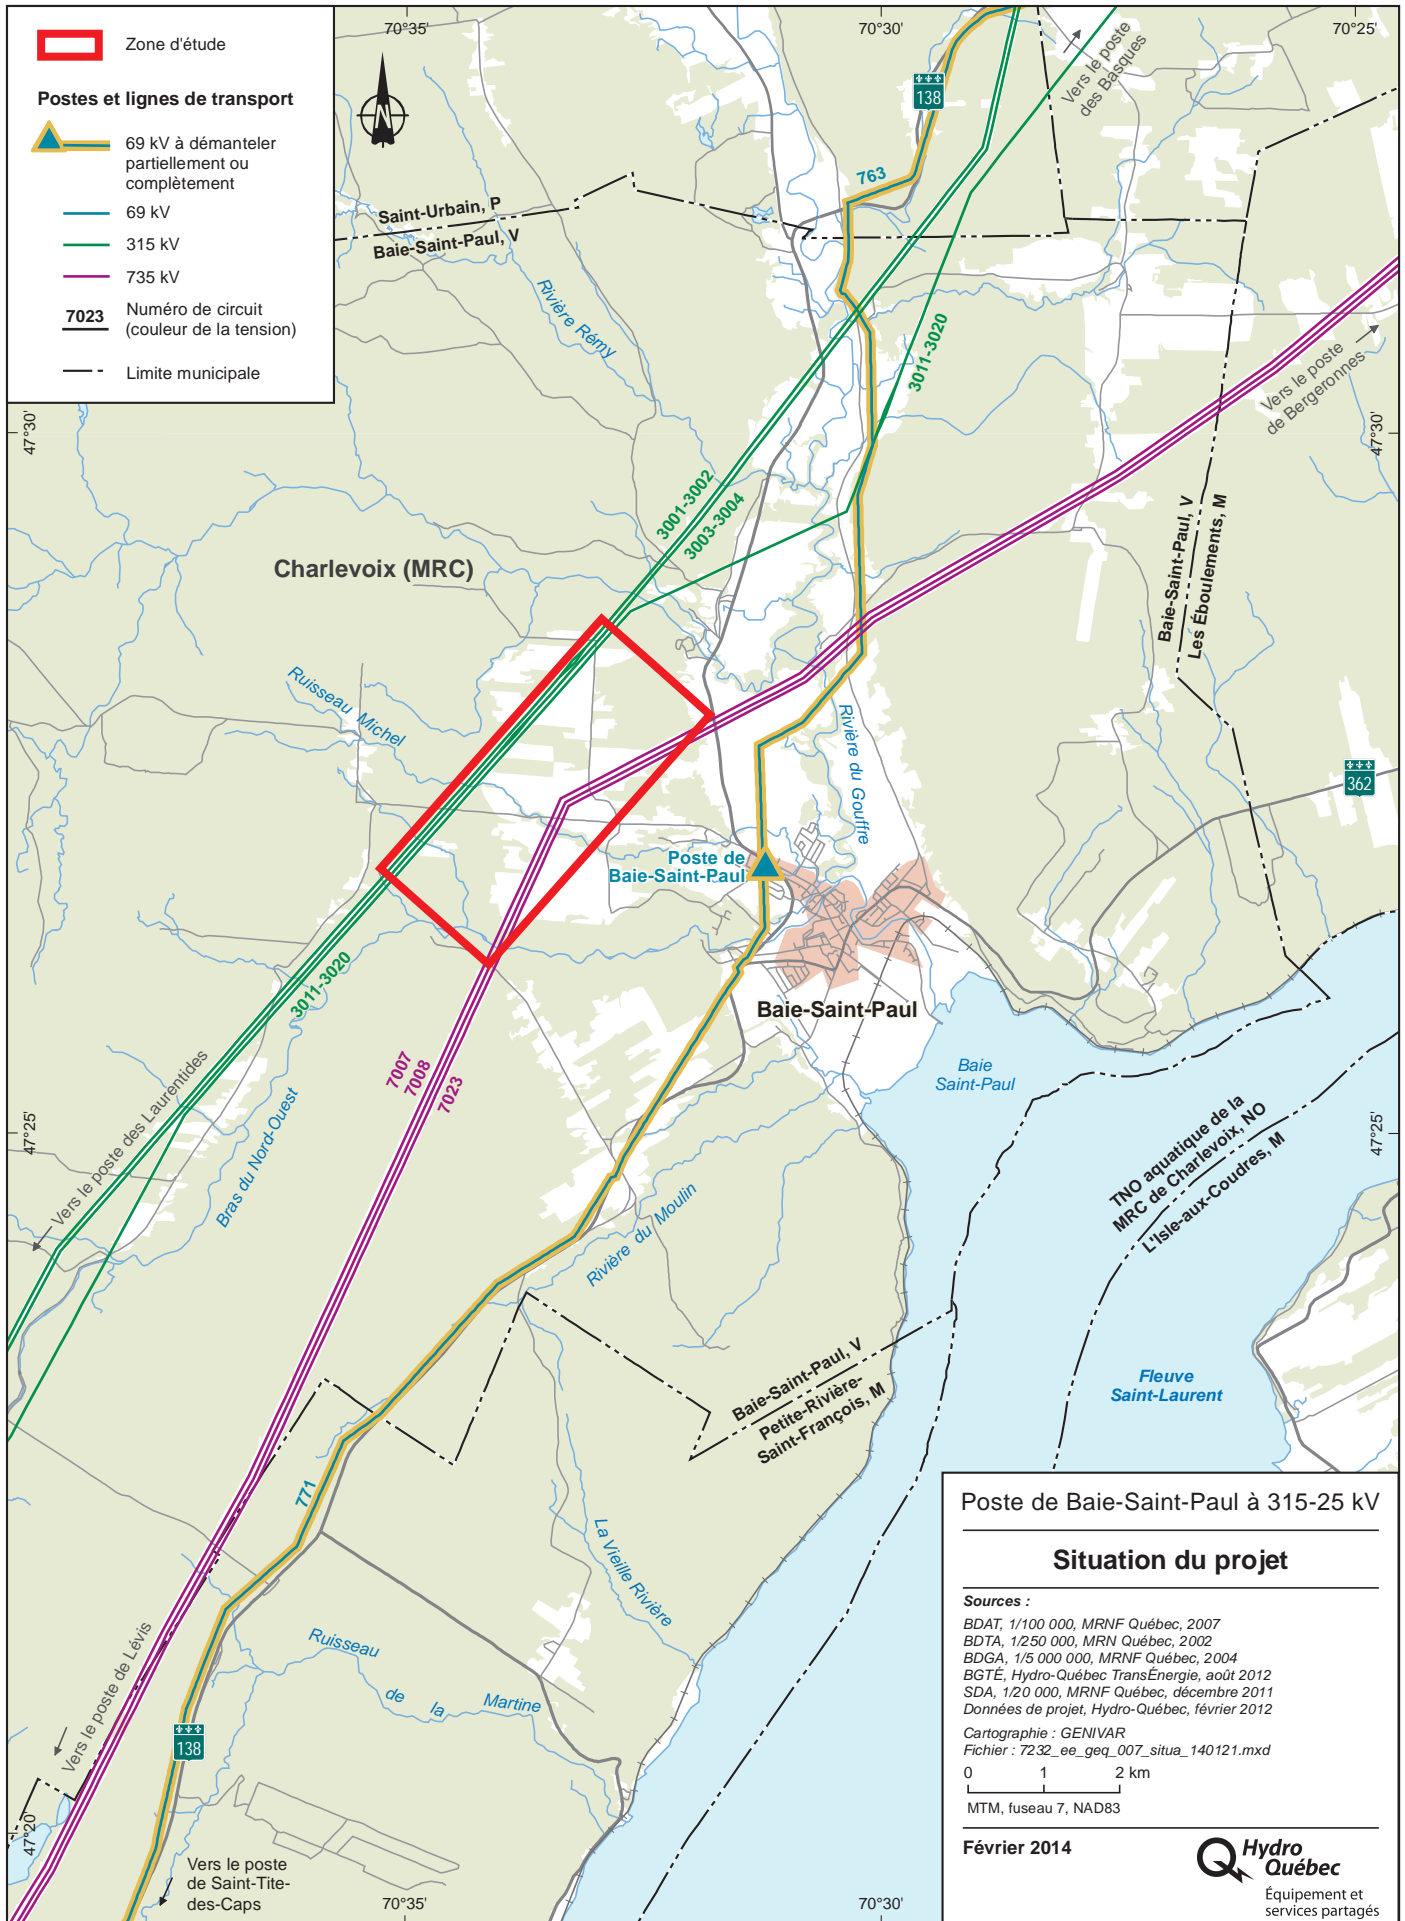 Zone d'étude
Postes et lignes de transport
69 kV à démanteler
partiellement ou
complètement
69 kV
315 kV
735 kV
7023
Numéro de circuit
(couleur de la tension)
Limite municipale
70°35'
70°30'
70°25'
N
138
Vers le poste
des Basques
763
Saint-Urbain, P
Baie-Saint-Paul, V
Rivière Rémy
3011-3020
Vers le poste
de Bergeronnes
47°30'
47°30'
3001-3002
3003-3004
Charlevoix (MRC)
Baie-Saint-Paul, V
Les Éboulements, M
Ruisseau Michel
Rivière du Gouffre
362
Poste de
Baie-Saint-Paul
3011-3020
Baie-Saint-Paul
7007
7008
7023
Baie
Saint-Paul
Vers le poste des Laurentides
Bras du Nord-Ouest
47°25'
47°25'
TNO aquatique de la
MRC de Charlevoix, NO
L'Isle-aux-Coudres, M
Rivière du Moulin
Baie-Saint-Paul, V
Petite-Rivière-
Saint-François, M
Fleuve
Saint-Laurent
771
La Vieille Rivière
Ruisseau de la Martine
Vers le poste de Lévis
138
47°20'
Vers le poste
de Saint-Tite-
des-Caps
70°35'
70°30'
Poste de Baie-Saint-Paul à 315-25 kV
Situation du projet
Sources :
BDAT, 1/100 000, MRNF Québec, 2007
BDTA, 1/250 000, MRN Québec, 2002
BDGA, 1/5 000 000, MRNF Québec, 2004
BGTÉ, Hydro-Québec TransÉnergie, août 2012
SDA, 1/20 000, MRNF Québec, décembre 2011
Données de projet, Hydro-Québec, février 2012
Cartographie : GENIVAR
Fichier : 7232_ee_geq_007_situa_140121.mxd
0 1 2 km
MTM, fuseau 7, NAD83
Février 2014
Hydro
Québec
Équipement et
services partagés